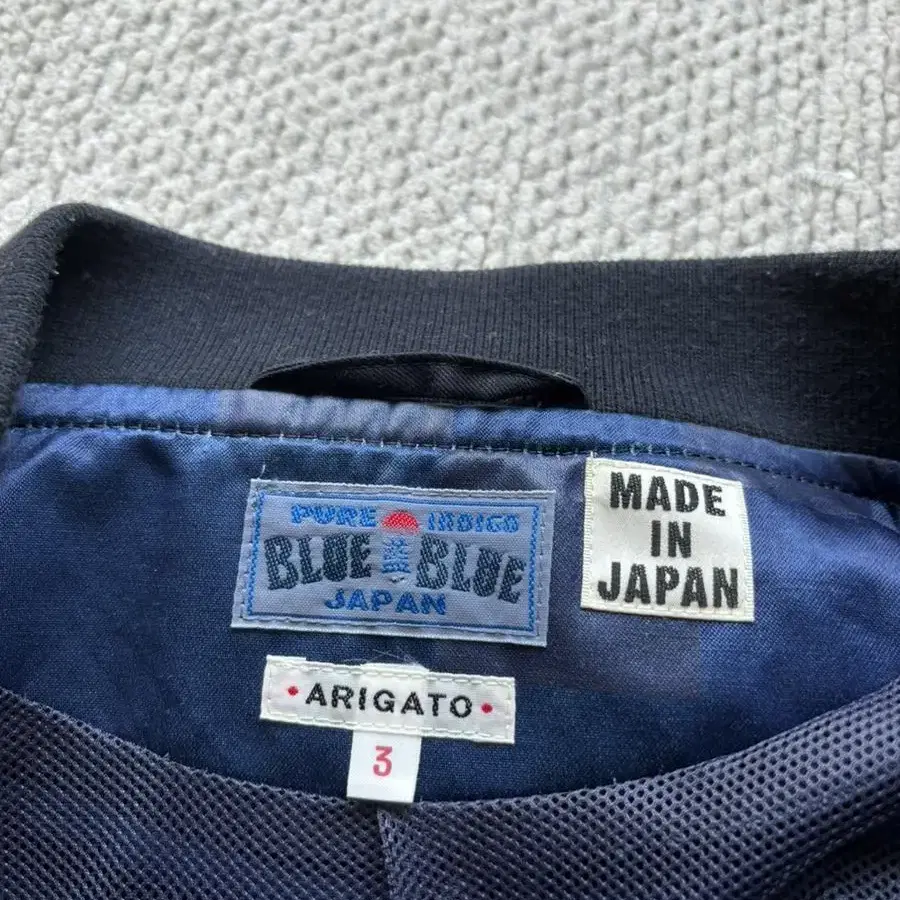 PURE INDIGO
BLUE BLUE
JAPAN
MADE
IN
JAPAN
• ARIGATO •
3